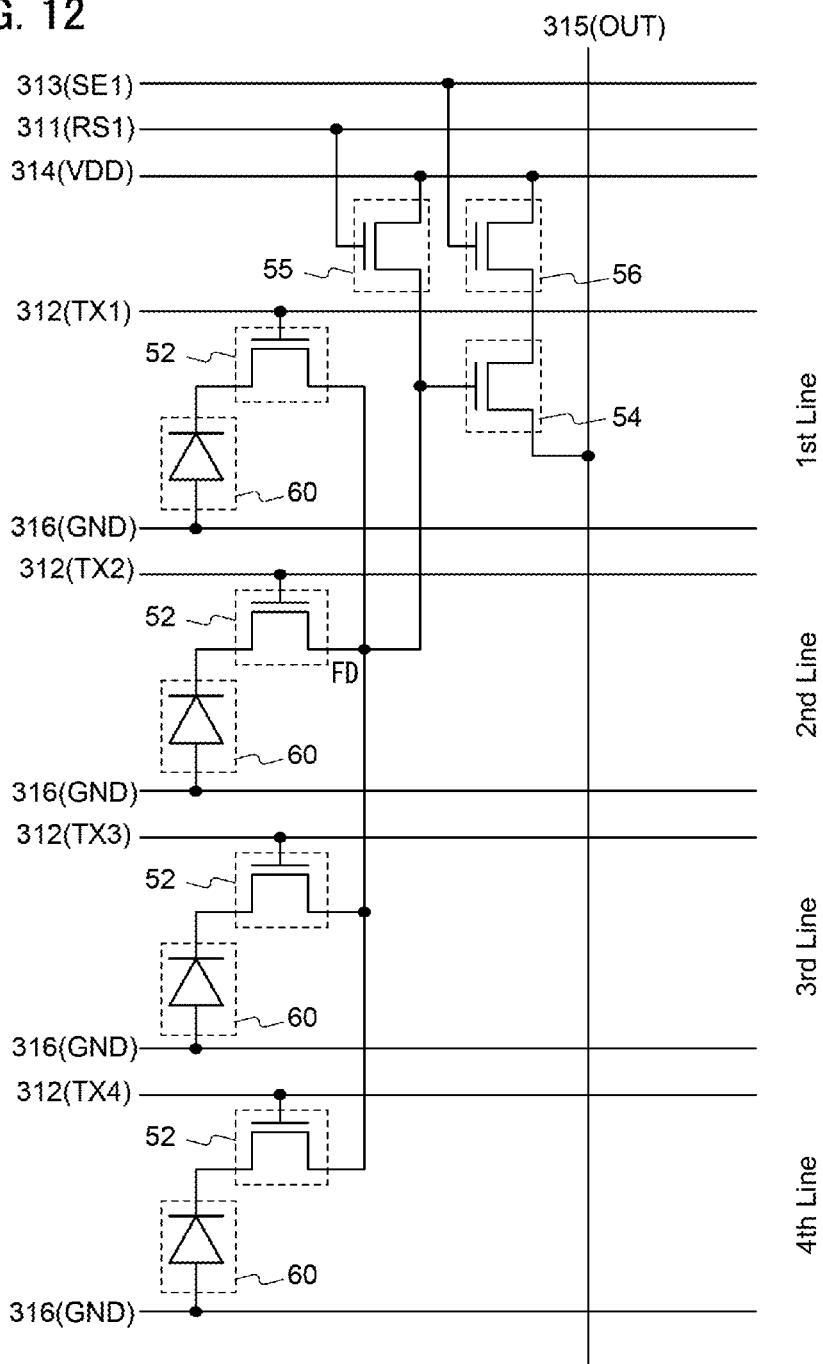 G. 12
315(OUT)
313(SE1)
311(RS1)
314(VDD)
55
56
312(TX1)
52
54
60
316(GND)
1st Line
312(TX2)
52
FD
60
316(GND)
2nd Line
312(TX3)
52
60
316(GND)
3rd Line
312(TX4)
52
60
316(GND)
4th Line